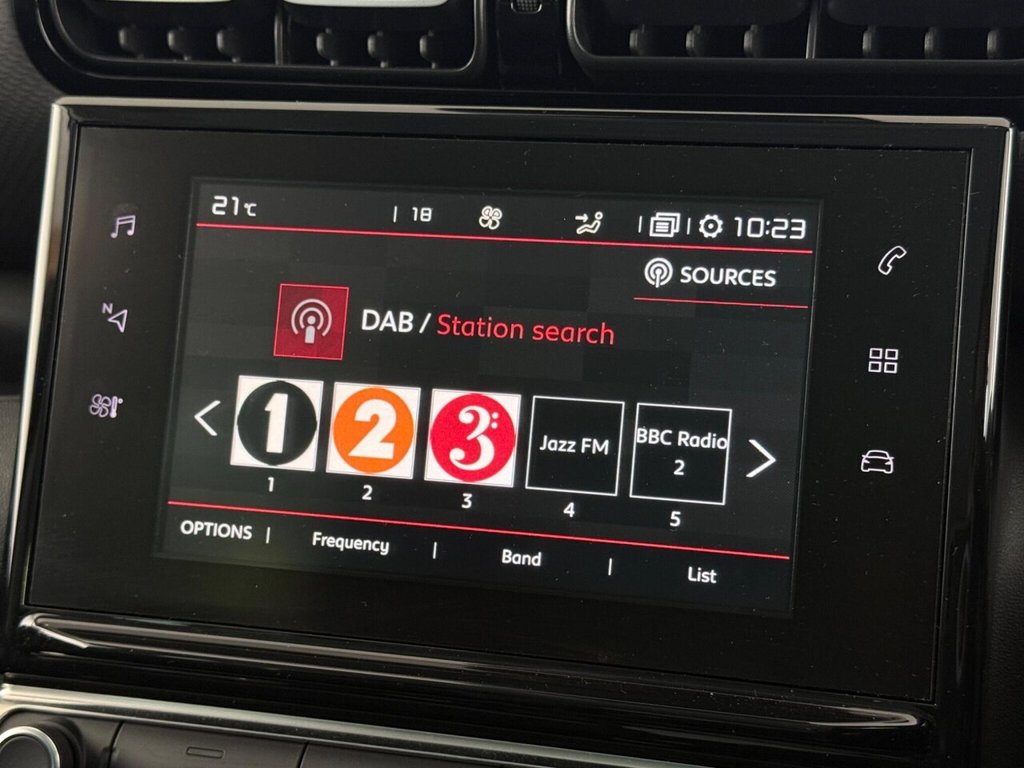 21°C | 18 | | 10:23
SOURCES
DAB / Station search
1 2 3: Jazz FM BBC Radio
2
1 2 3 4 5
OPTIONS | Frequency | Band | List
N